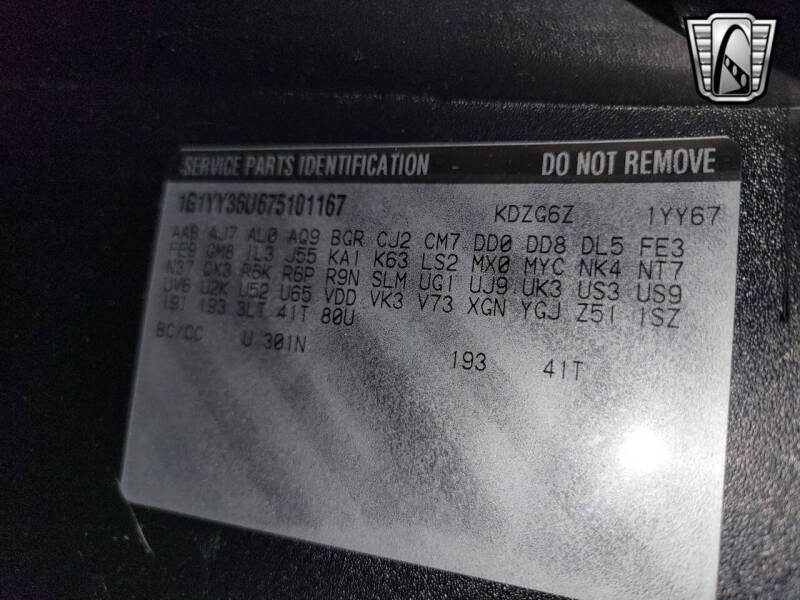 SERVICE PARTS IDENTIFICATION DO NOT REMOVE
1G1YY36U675101167 KDZG6Z 1YY67
AAB AJ7 AL0 AQ9 BGR CJ2 CM7 DD0 DD8 DL5 FE3
FE9 GM8 IL3 J55 KA1 K63 LS2 MX0 MYC NK4 NT7
N37 QX3 R6K R6P R9N SLM UG1 UJ9 UK3 US3 US9
UV6 U2K U52 U65 VDD VK3 V73 XGN YGJ Z5I 1SZ
19I 193 3LT 41T 80U
BC/CC U 301N
193 41T